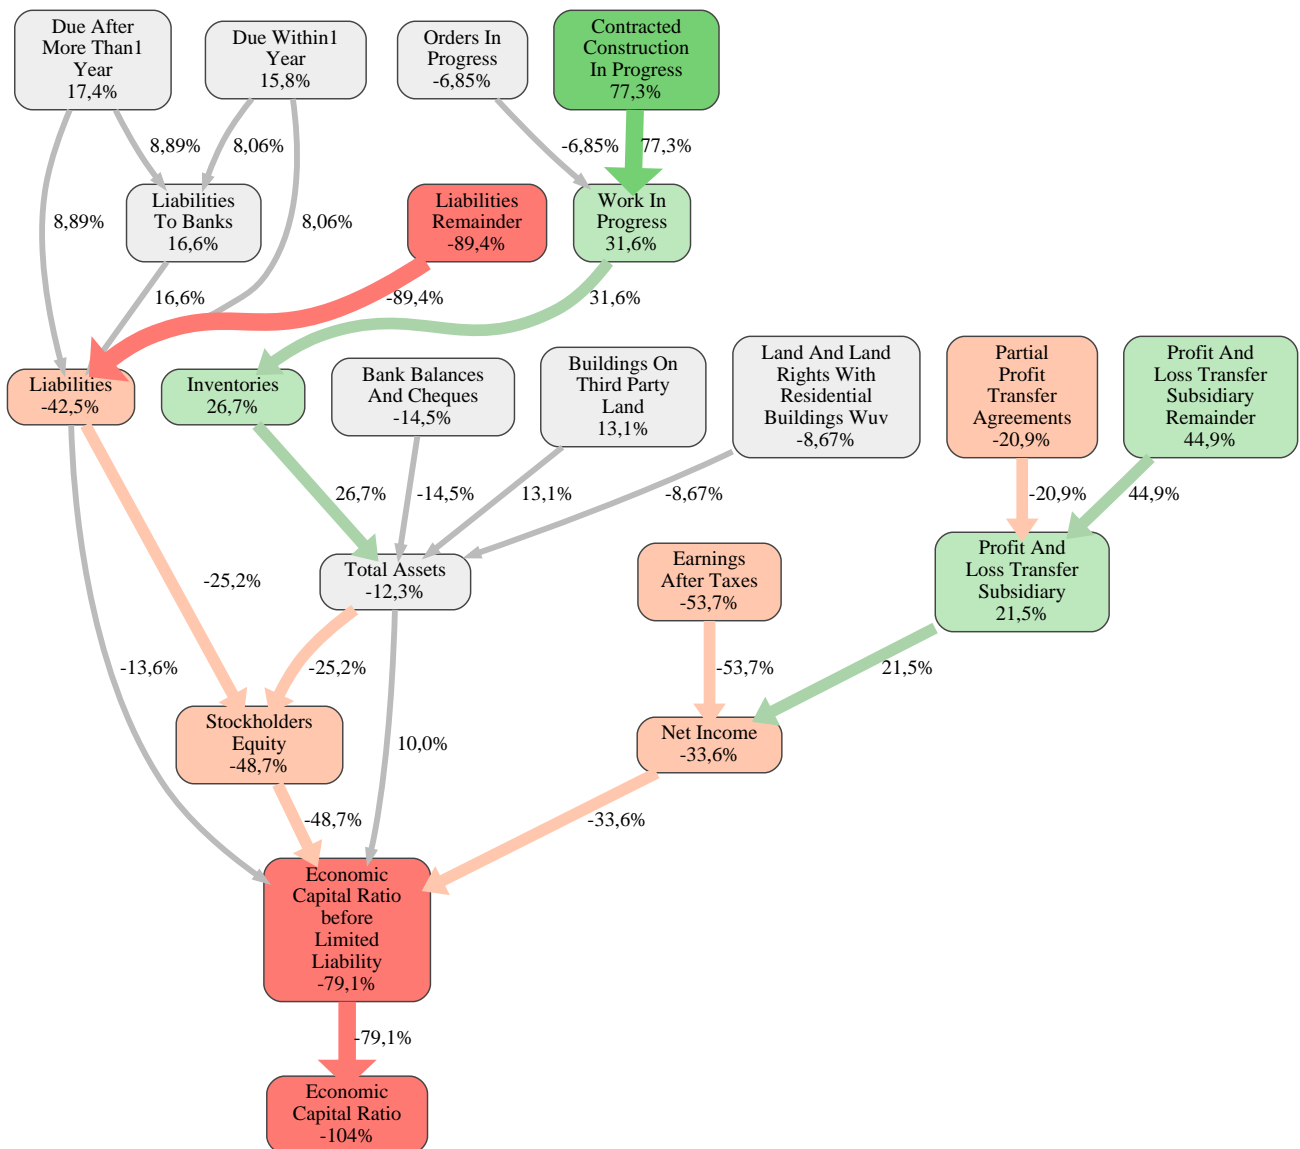 Due After
More Than1
Year
17,4%
Due Within1
Year
15,8%
Orders In
Progress
-6,85%
Contracted
Construction
In Progress
77,3%
8,89%
8,06%
-6,85%
77,3%
Liabilities
To Banks
16,6%
Liabilities
Remainder
-89,4%
Work In
Progress
31,6%
8,89%
8,06%
16,6%
-89,4%
31,6%
Liabilities
-42,5%
Inventories
26,7%
Bank Balances
And Cheques
-14,5%
Buildings On
Third Party
Land
13,1%
Land And Land
Rights With
Residential
Buildings Wuv
-8,67%
Partial
Profit
Transfer
Agreements
-20,9%
Profit And
Loss Transfer
Subsidiary
Remainder
44,9%
26,7%
-14,5%
13,1%
-8,67%
-20,9%
44,9%
Total Assets
-12,3%
Earnings
After Taxes
-53,7%
Profit And
Loss Transfer
Subsidiary
21,5%
-25,2%
-13,6%
-25,2%
-53,7%
21,5%
Stockholders
Equity
-48,7%
10,0%
Net Income
-33,6%
-48,7%
-33,6%
Economic
Capital Ratio
before
Limited
Liability
-79,1%
-79,1%
Economic
Capital Ratio
-104%